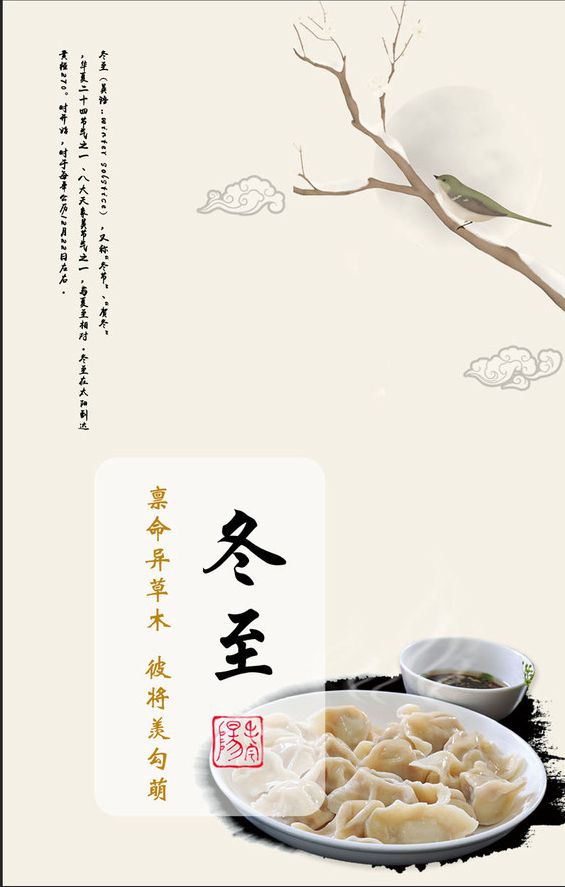 冬至（英语：winter solstice），又称“冬节”、“贺冬”
，华夏二十四节气之一、八大天象类节气之一，与夏至相对。冬至在太阳到达
黄经270°时开始，时于每年公历12月22日左右。
冬至
禀命异草木 彼将羡勾萌